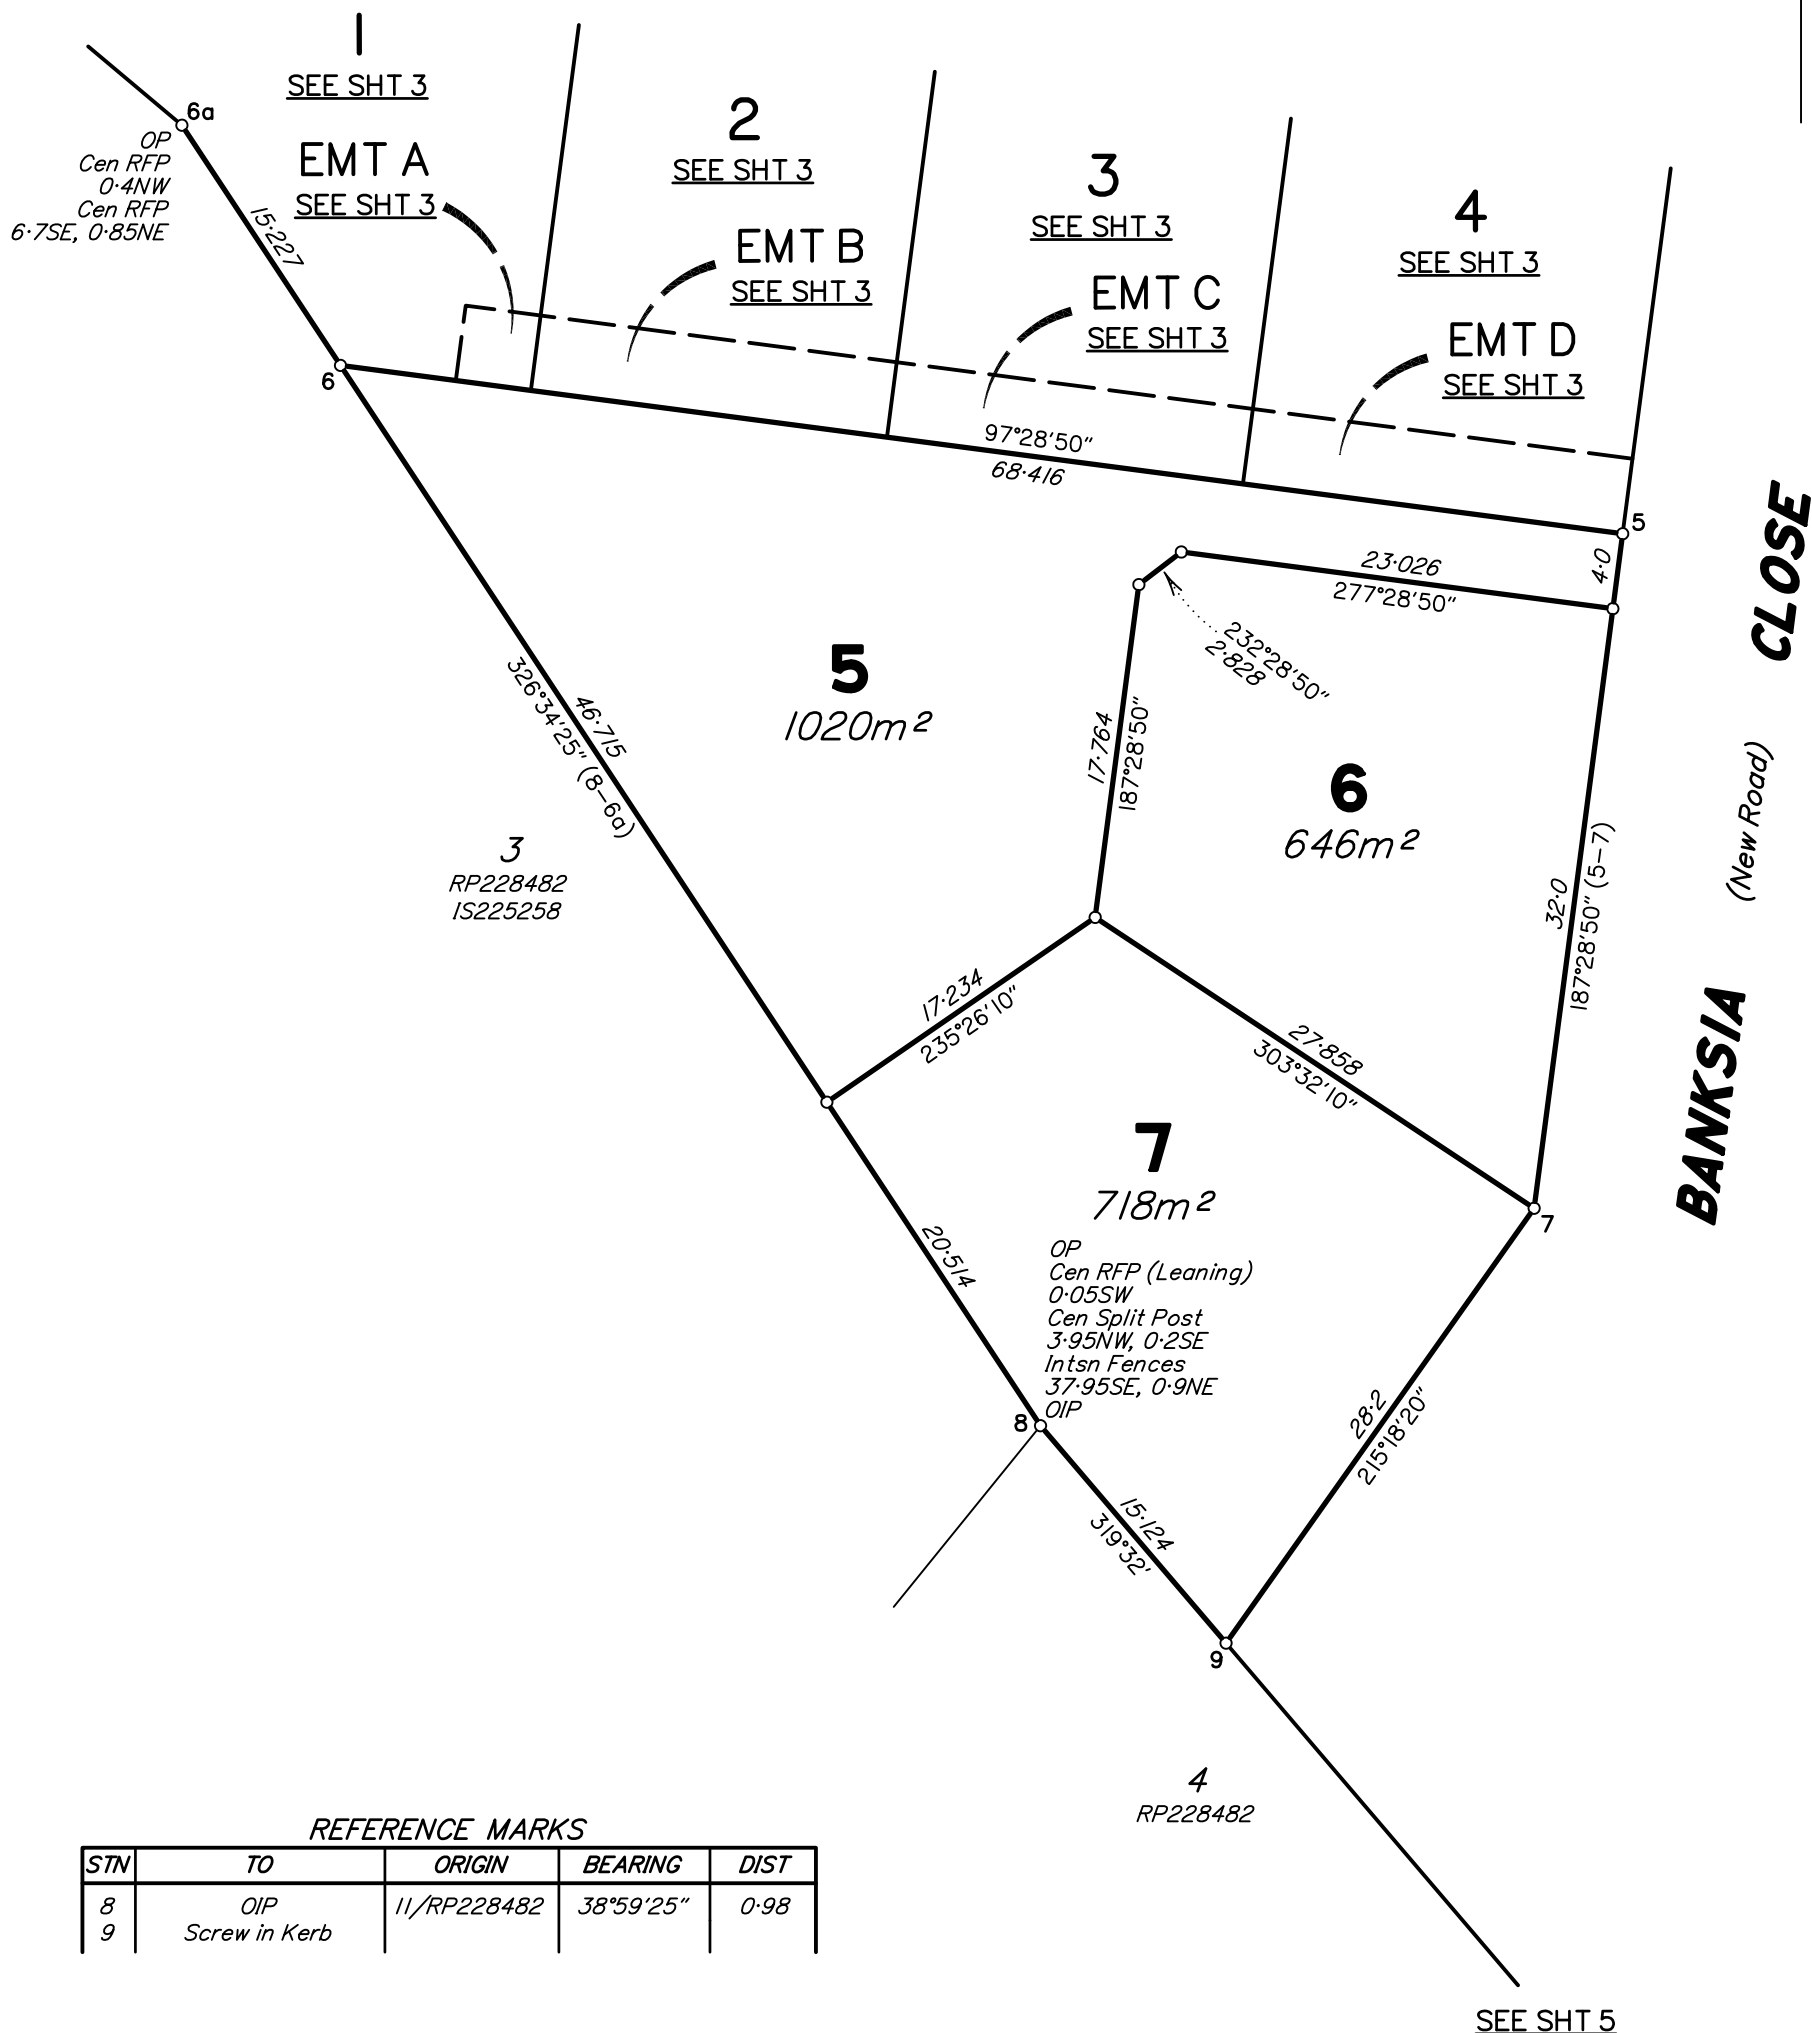 1
SEE SHT 3
6a
OP
Cen RFP
0·4NW
Cen RFP
6·7SE, 0·85NE
EMT A
SEE SHT 3
2
SEE SHT 3
3
SEE SHT 3
4
SEE SHT 3
EMT B
SEE SHT 3
EMT C
SEE SHT 3
EMT D
SEE SHT 3
15·227
6
97°28'50"
68·416
5
4·0
23·026
277°28'50"
232°28'50"
2·828
CLOSE
5
1020m²
46·715
326°34'25" (8-6a)
17·764
187°28'50"
6
646m²
(New Road)
3
RP228482
IS225258
32·0
187°28'50" (5-7)
17·234
235°26'10"
27·858
303°32'10"
BANKSIA
7
718m²
7
OP
Cen RFP (Leaning)
0·05SW
Cen Split Post
3·95NW, 0·2SE
Intsn Fences
37·95SE, 0·9NE
OIP
20·514
8
28·2
215°18'20"
15·124
319°32'
9
4
RP228482
REFERENCE MARKS
STN TO ORIGIN BEARING DIST
8 OIP 11/RP228482 38°59'25" 0·98
9 Screw in Kerb
SEE SHT 5